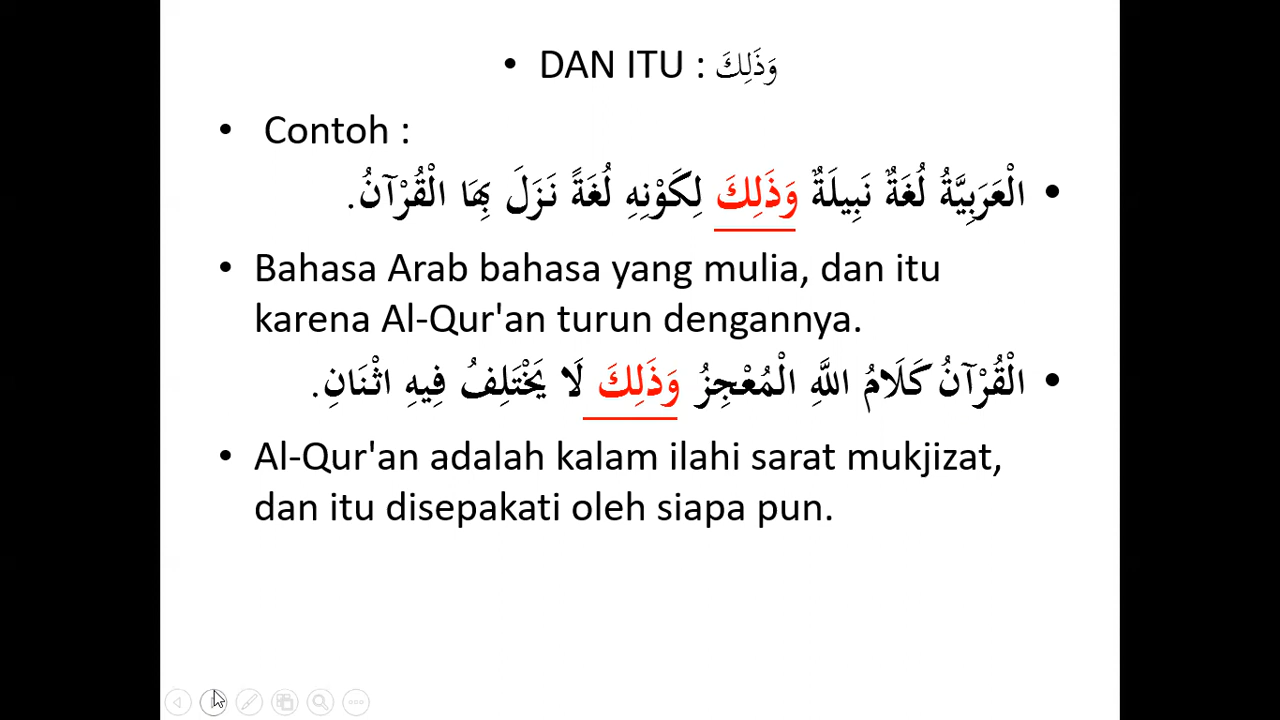 • DAN ITU : وَذَلِكَ
• Contoh :
• الْعَرَبِيَّةُ لُغَةٌ نَبِيلَةٌ وَذَلِكَ لِكَوْنِهِ لُغَةً نَزَلَ بِهَا الْقُرْآنُ.
• Bahasa Arab bahasa yang mulia, dan itu
karena Al-Qur'an turun dengannya.
• الْقُرْآنُ كَلَامُ اللَّهِ الْمُعْجِزُ وَذَلِكَ لَا يَخْتَلِفُ فِيهِ اثْنَانِ.
• Al-Qur'an adalah kalam ilahi sarat mukjizat,
dan itu disepakati oleh siapa pun.